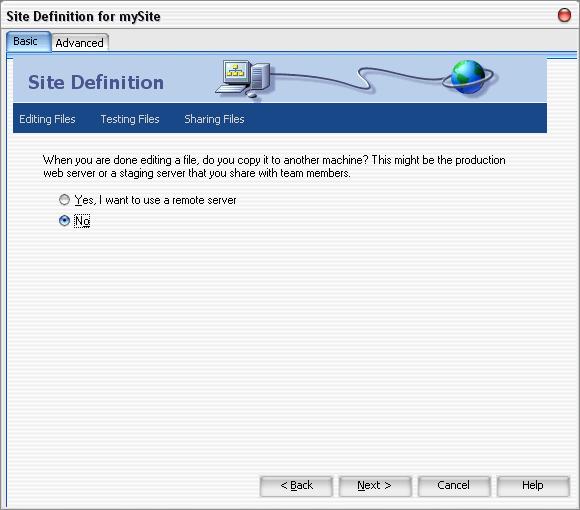 Site Definition for mySite
Basic
Advanced
Site Definition
Editing Files Testing Files Sharing Files
When you are done editing a file, do you copy it to another machine? This might be the production
web server or a staging server that you share with team members.
Yes, I want to use a remote server
No
< Back Next > Cancel Help